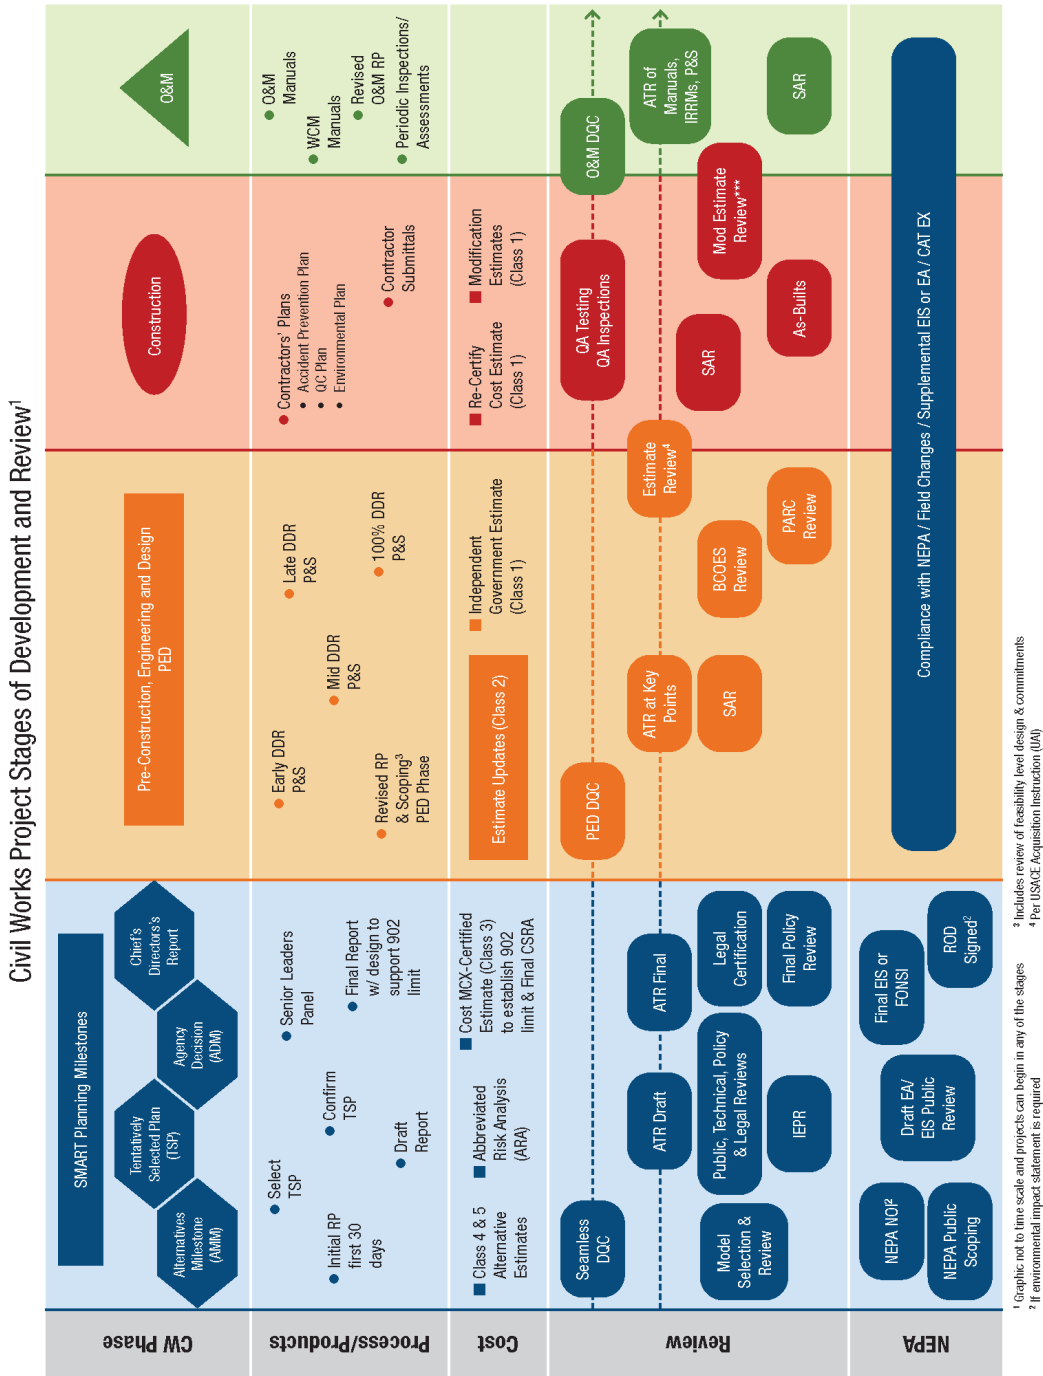 Civil Works Project Stages of Development and Review¹
CW Phase
SMART Planning Milestones
Alternatives
Milestone
(AMM)
Tentatively
Selected Plan
(TSP)
Agency
Decision
(ADM)
Chief's
Directors's
Report
Pre-Construction, Engineering and Design
PED
Construction
O&M
Process/Products
Initial RP
first 30
days
Select
TSP
Confirm
TSP
Draft
Report
Senior Leaders
Panel
Final Report
w/ design to
support 902
limit
Revised RP
& Scoping³
PED Phase
Early DDR
P&S
Mid DDR
P&S
Late DDR
P&S
100% DDR
P&S
Contractors' Plans
• Accident Prevention Plan
• QC Plan
• Environmental Plan
Contractor
Submittals
O&M
Manuals
WCM
Manuals
Revised
O&M RP
Periodic Inspections/
Assessments
Cost
Class 4 & 5
Alternative
Estimates
Abbreviated
Risk Analysis
(ARA)
Cost MCX-Certified
Estimate (Class 3)
to establish 902
limit & Final CSRA
Estimate Updates (Class 2)
Independent
Government Estimate
(Class 1)
Re-Certify
Cost Estimate
(Class 1)
Modification
Estimates
(Class 1)
Review
Seamless
DQC
PED DQC
QA Testing
QA Inspections
O&M DQC
ATR Draft
ATR Final
ATR at Key
Points
Estimate
Review⁴
ATR of
Manuals,
IRRMs, P&S
Model
Selection &
Review
Public, Technical, Policy
& Legal Reviews
Legal
Certification
SAR
BCOES
Review
SAR
Mod Estimate
Review***
IEPR
Final Policy
Review
PARC
Review
As-Builts
SAR
NEPA
NEPA NOI²
NEPA Public
Scoping
Draft EA/
EIS Public
Review
Final EIS or
FONSI
ROD
Signed²
Compliance with NEPA / Field Changes / Supplemental EIS or EA / CAT EX
¹ Graphic not to time scale and projects can begin in any of the stages
² If environmental impact statement is required
³ Includes review of feasibility level design & commitments
⁴ Per USACE Acquisition Instruction (UAI)